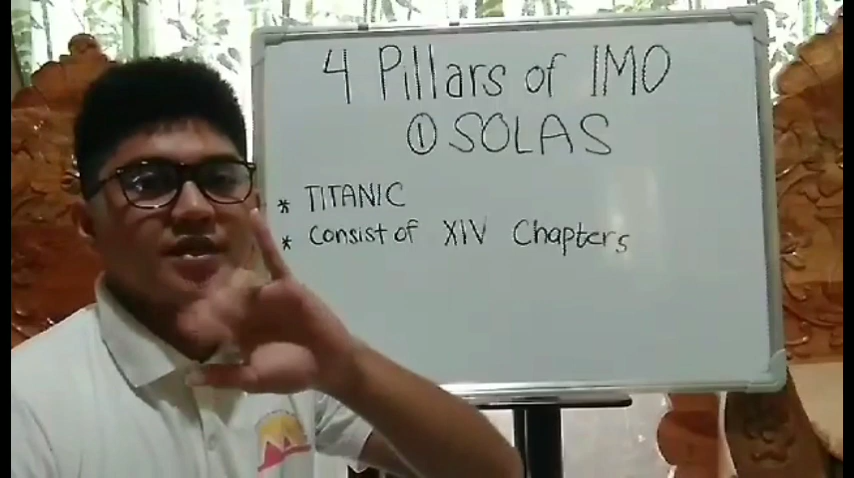 4 Pillars of IMO
① SOLAS
* TITANIC
* Consist of XIV Chapters